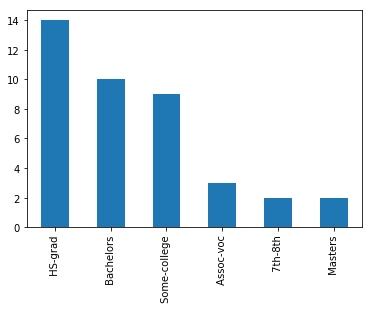 14
12
10
8
6
4
2
0
HS-grad
Bachelors
Some-college
Assoc-voc
7th-8th
Masters